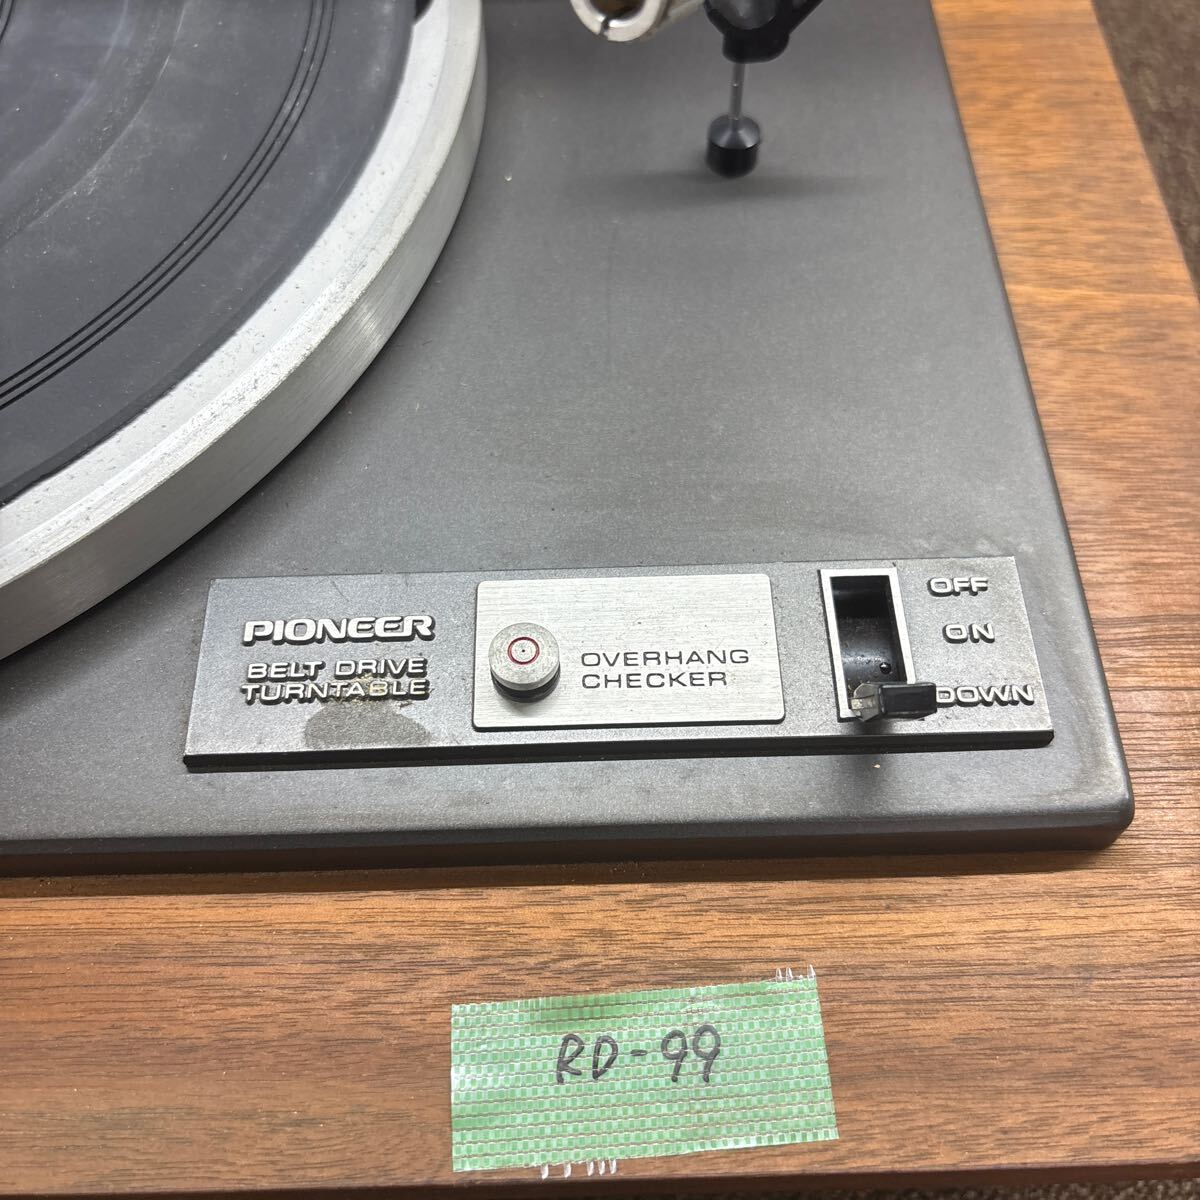 PIONEER
BELT DRIVE
TURNTABLE
OVERHANG
CHECKER
OFF
ON
DOWN
RD-99